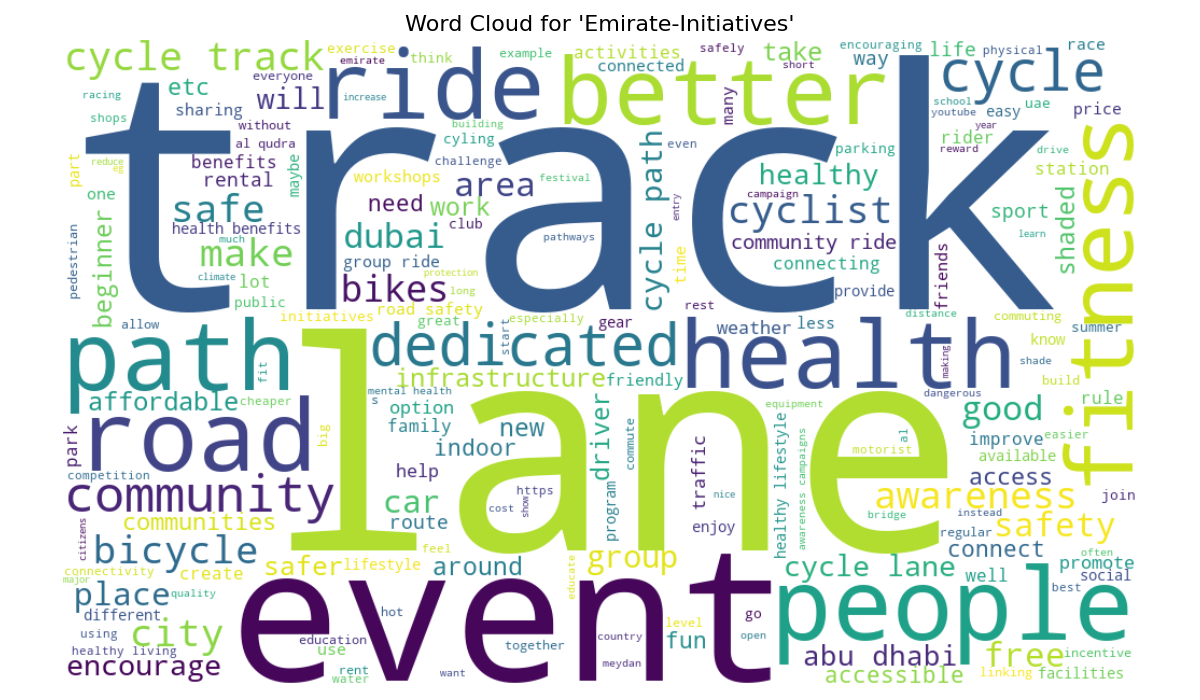 Word Cloud for 'Emirate-Initiatives'
cycle track
exercise
emirate
think
example
activities
connected
safely
short
take
encouraging
way
life
physical
race
everyone
etc
ride
better
cycle
racing
sharing
will
increase
many
school
youtube
easy
uae
price
shops
without
building
track
year
reward
rider
drive
part
reduce
al qudra
cyling
even
parking
station
benefits
challenge
maybe
workshops
festival
healthy
campaign
fitness
one
rental
area
cycle path
safe
need
work
entry
cyclist
sport
shaded
health benefits
club
dubai
pathways
community ride
learn
beginner
much
make
group ride
connecting
friends
pedestrian
climate
lot
protection
time
public
bikes
long
provide
road safety
rest
distance
commuting
initiatives
great
especially
gear
allow
start
weather
less
summer
path
lane
dedicated
health
know
shade
fit
making
infrastructure
friendly
build
mental health
s
dangerous
affordable
cheaper
option
driver
equipment
good
rule
road
family
new
park
big
indoor
commute
healthy lifestyle
al
improve
easier
motorist
available
competition
help
traffic
awareness campaigns
access
community
https
program
awareness
join
car
cost
show
nice
communities
route
enjoy
bridge
instead
safety
citizens
regular
bicycle
feel
group
connect
often
connectivity
create
safer
lifestyle
around
educate
cycle lane
well
promote
major
social
place
quality
event
people
best
different
hot
level
go
using
city
education
country
fun
open
healthy living
use
together
abu dhabi
free
incentive
encourage
rent
water
want
meydan
accessible
linking
facilities